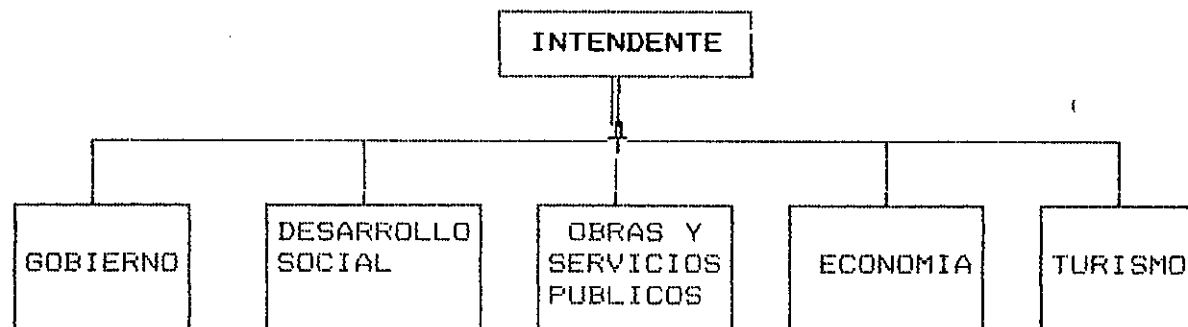 INTENDENTE
GOBIERNO
DESARROLLO
SOCIAL
OBRAS Y
SERVICIOS
PUBLICOS
ECONOMIA
TURISMO